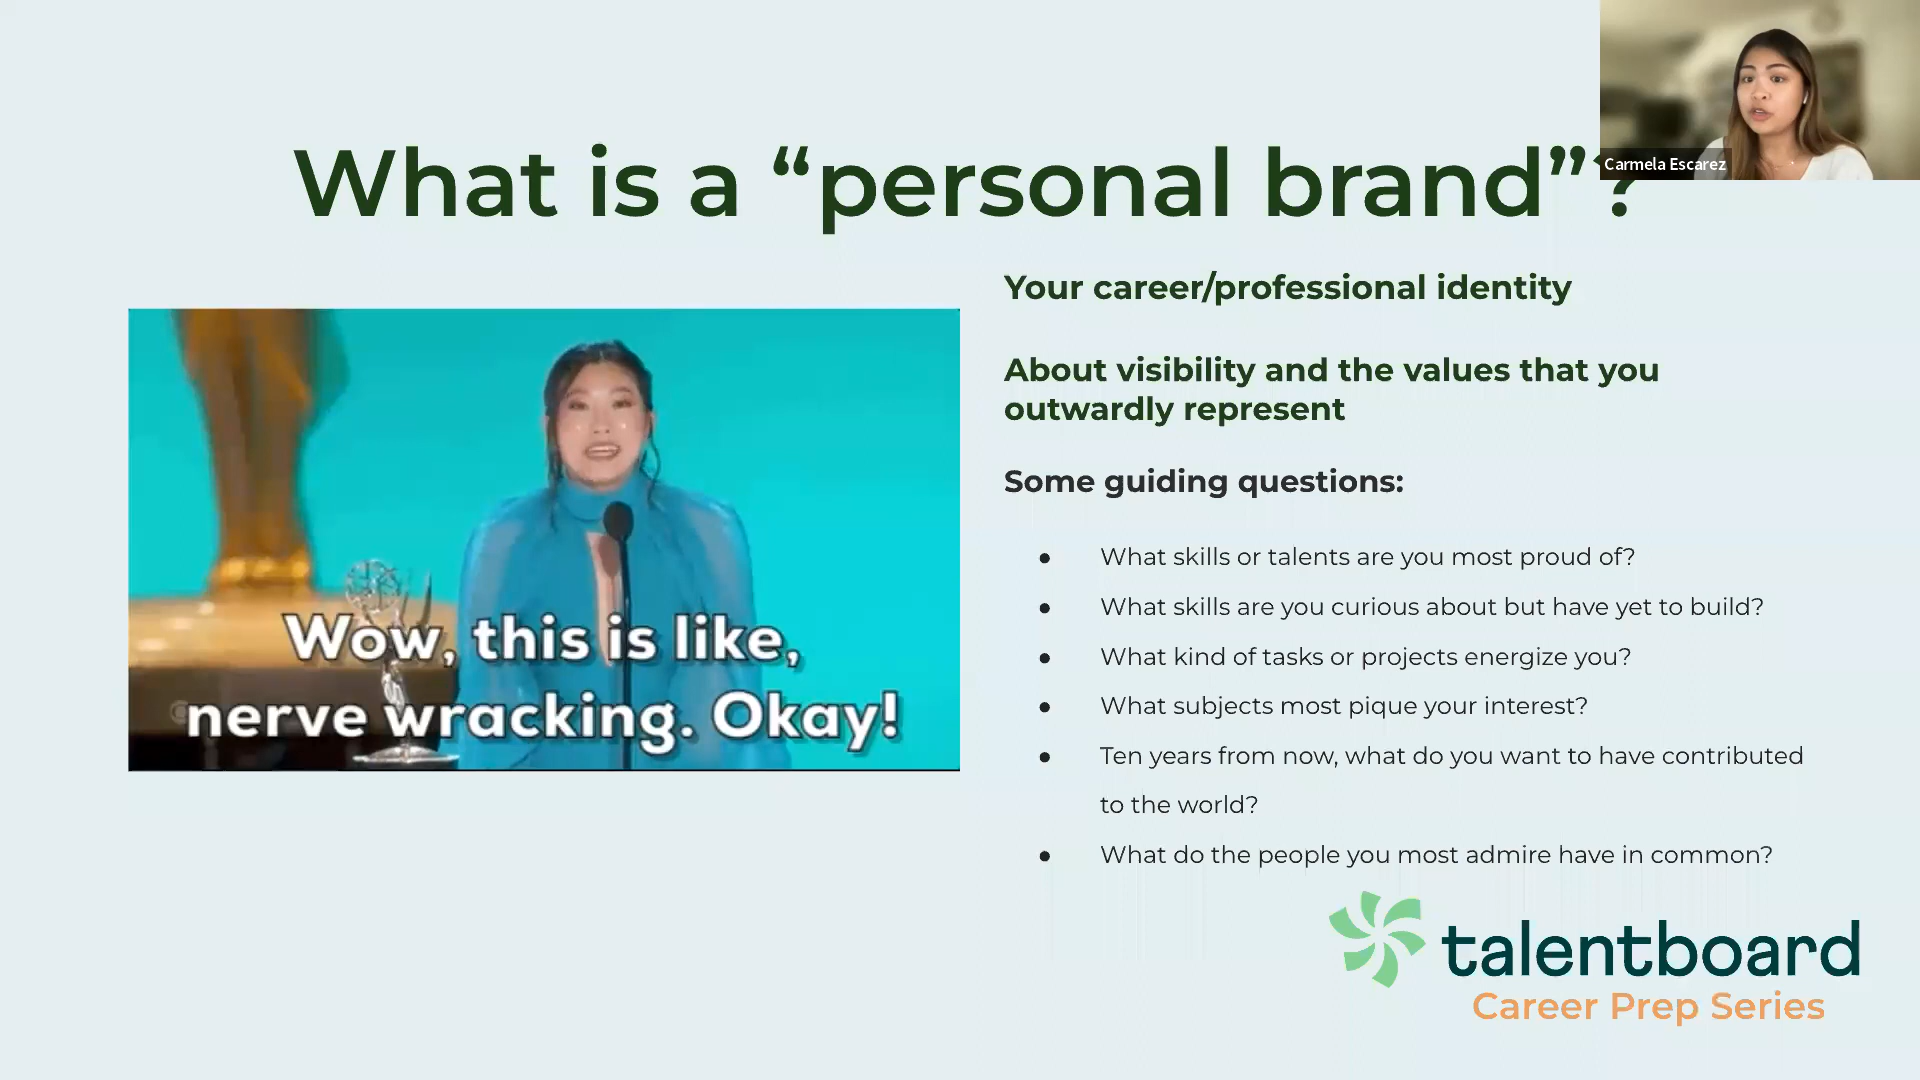 What is a “personal brand”?
Carmela Escarez
Your career/professional identity
About visibility and the values that you
outwardly represent
Some guiding questions:
● What skills or talents are you most proud of?
● What skills are you curious about but have yet to build?
● What kind of tasks or projects energize you?
● What subjects most pique your interest?
● Ten years from now, what do you want to have contributed
to the world?
● What do the people you most admire have in common?
Wow, this is like,
nerve wracking. Okay!
talentboard
Career Prep Series